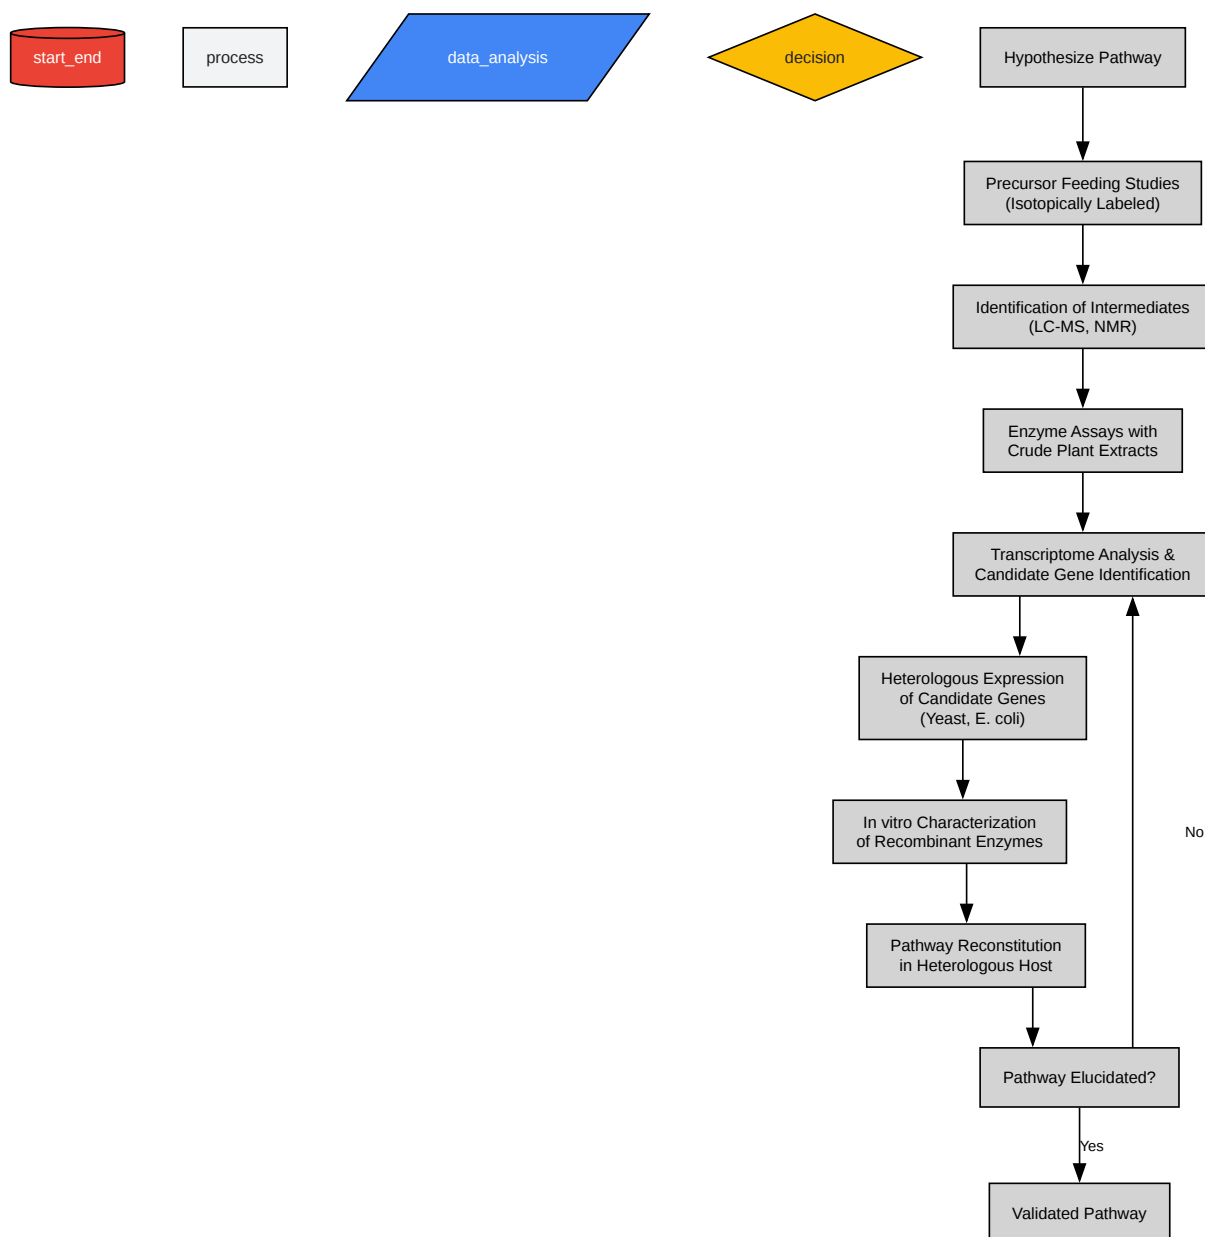 start_end
process
data_analysis
decision
Hypothesize Pathway
Precursor Feeding Studies
(Isotopically Labeled)
Identification of Intermediates
(LC-MS, NMR)
Enzyme Assays with
Crude Plant Extracts
Transcriptome Analysis &
Candidate Gene Identification
Heterologous Expression
of Candidate Genes
(Yeast, E. coli)
In vitro Characterization
of Recombinant Enzymes
No
Pathway Reconstitution
in Heterologous Host
Pathway Elucidated?
Yes
Validated Pathway